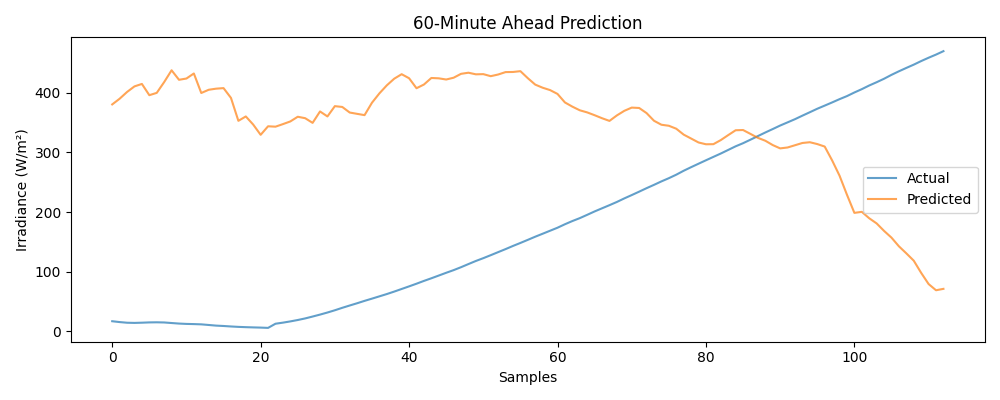 60-Minute Ahead Prediction
Irradiance (W/m²)
400
300
200
100
0
Actual
Predicted
0 20 40 60 80 100
Samples